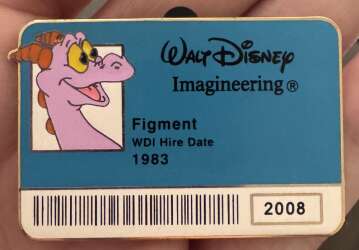 Walt Disney
Imagineering ®
Figment
WDI Hire Date
1983
2008